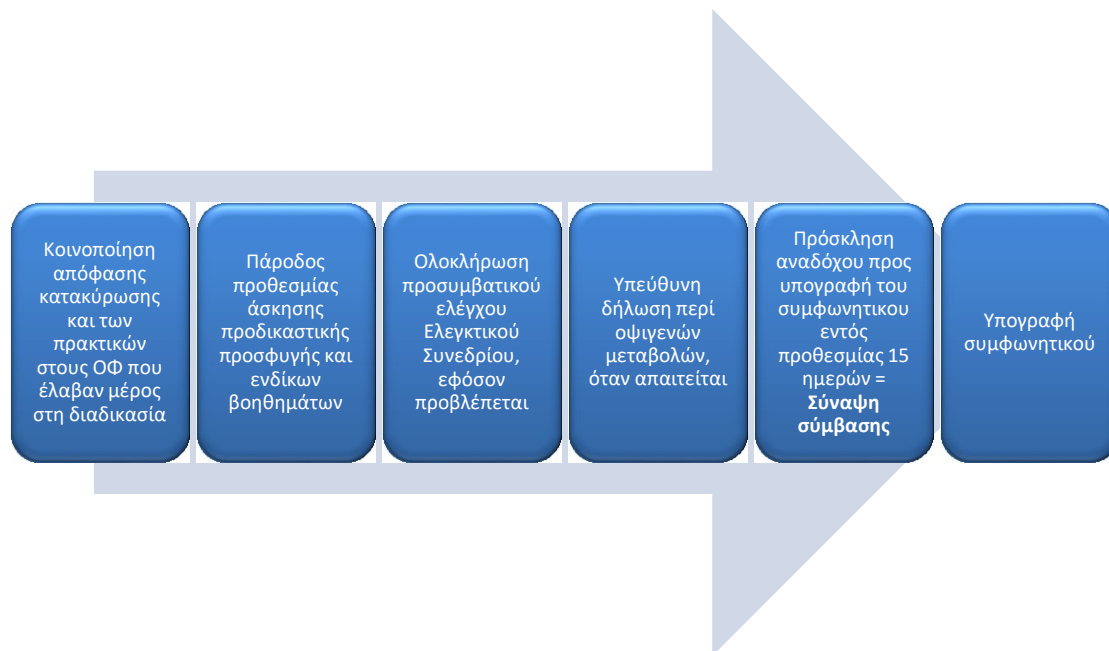 Κοινοποίηση
απόφασης
κατακύρωσης
και των
πρακτικών
στους ΟΦ που
έλαβαν μέρος
στη διαδικασία
Πάροδος
προθεσμίας
άσκησης
προδικαστικής
προσφυγής και
ενδίκων
βοηθημάτων
Ολοκλήρωση
προσυμβατικού
ελέγχου
Ελεγκτικού
Συνεδρίου,
εφόσον
προβλέπεται
Υπεύθυνη
δήλωση περί
οψιγενών
μεταβολών,
όταν απαιτείται
Πρόσκληση
αναδόχου προς
υπογραφή του
συμφωνητικου
εντός
προθεσμίας 15
ημερών =
Σύναψη
σύμβασης
Υπογραφή
συμφωνητικού